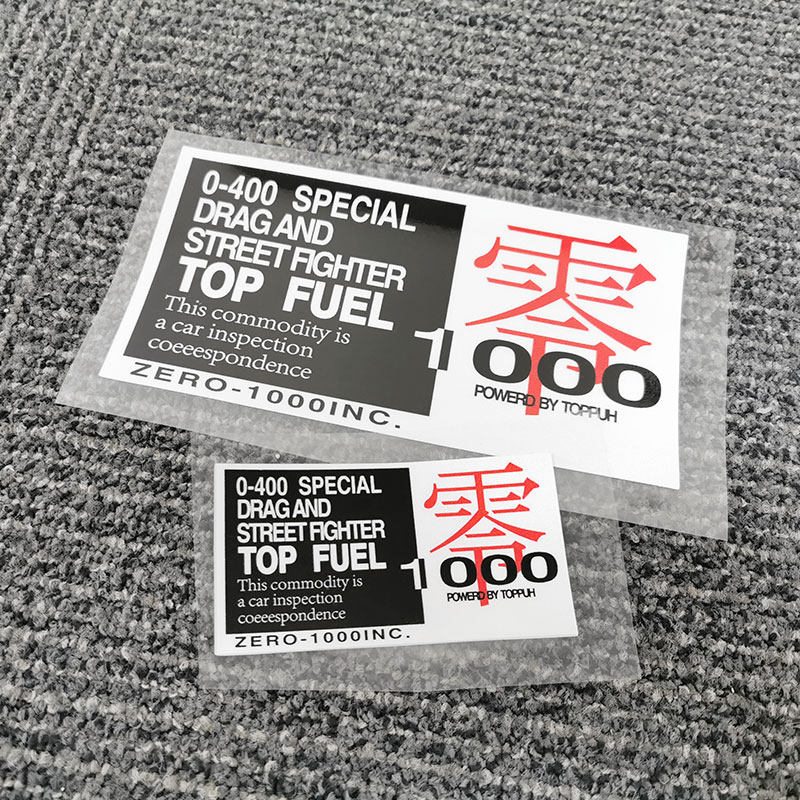 0-400 SPECIAL
DRAG AND
STREET FIGHTER
TOP FUEL
This commodity is
a car inspection
coeeespondence
ZERO-1000INC.
零
1000
POWERD BY TOPPUH
0-400 SPECIAL
DRAG AND
STREET FIGHTER
TOP FUEL
This commodity is
a car inspection
coeeespondence
ZERO-1000INC.
零
1000
POWERD BY TOPPUH